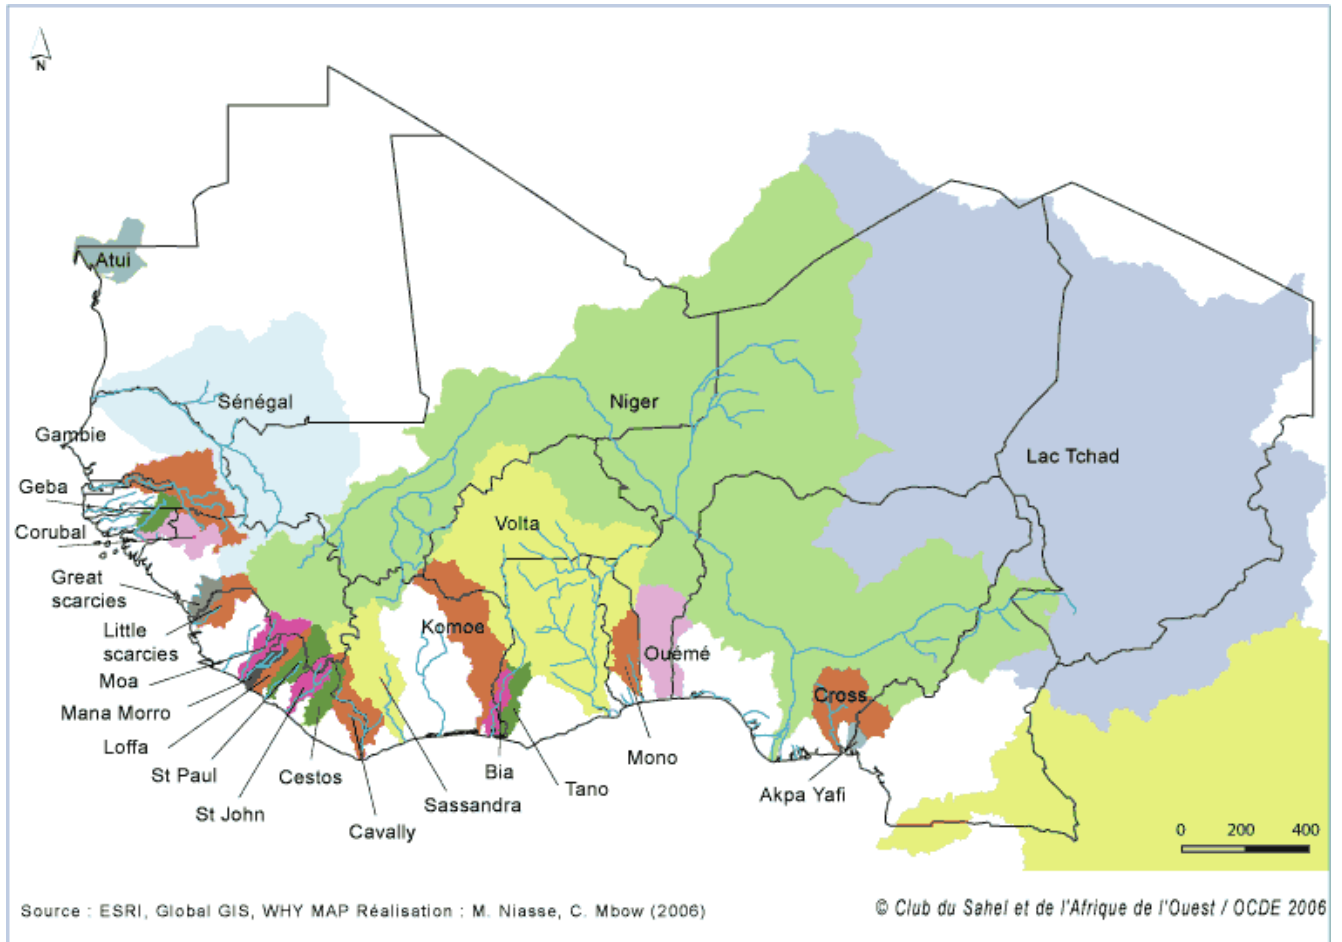 N
Atui
Sénégal
Niger
Gambie
Lac Tchad
Geba
Volta
Corubal
Great
scarcies
Little
scarcies
Komoe
Ouémé
Moa
Cross
Mana Morro
Loffa
St Paul
Cestos
Bia
Mono
St John
Sassandra
Tano
Akpa Yafi
Cavally
0 200 400
Source : ESRI, Global GIS, WHY MAP Réalisation : M. Niasse, C. Mbow (2006)
© Club du Sahel et de l'Afrique de l'Ouest / OCDE 2006